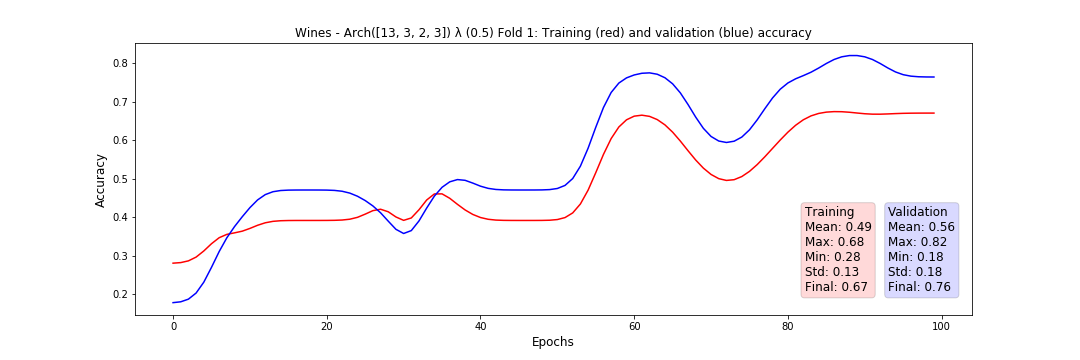 Wines - Arch([13, 3, 2, 3]) λ (0.5) Fold 1: Training (red) and validation (blue) accuracy
Accuracy
0.8
0.7
0.6
0.5
0.4
0.3
0.2
Training
Mean: 0.49
Max: 0.68
Min: 0.28
Std: 0.13
Final: 0.67
Validation
Mean: 0.56
Max: 0.82
Min: 0.18
Std: 0.18
Final: 0.76
0 20 40 60 80 100
Epochs